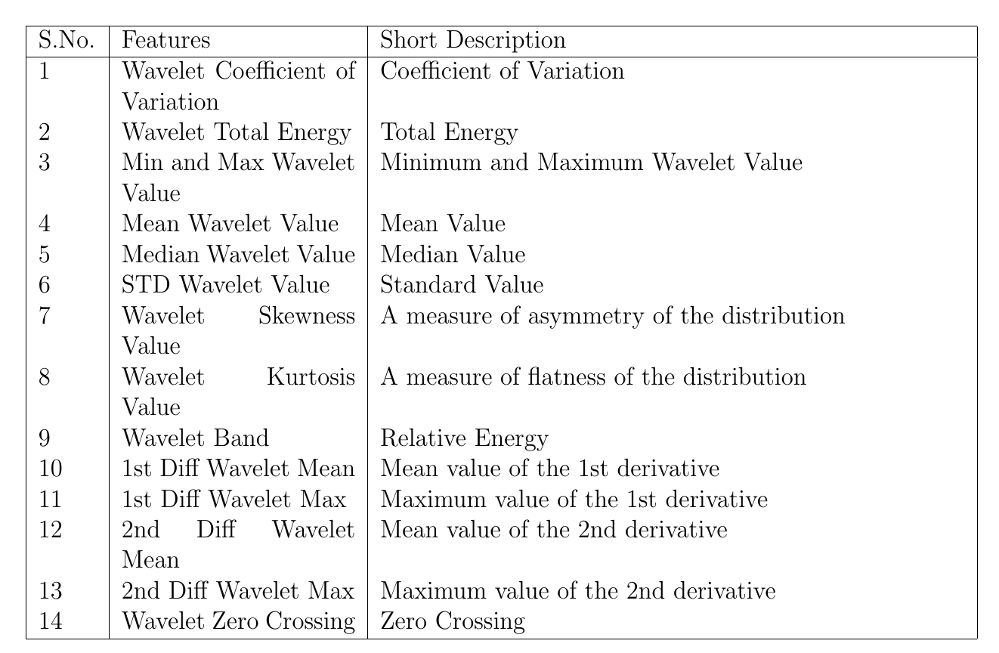 S.No. Features Short Description
1 Wavelet Coefficient of Coefficient of Variation
Variation
2 Wavelet Total Energy Total Energy
3 Min and Max Wavelet Minimum and Maximum Wavelet Value
Value
4 Mean Wavelet Value Mean Value
5 Median Wavelet Value Median Value
6 STD Wavelet Value Standard Value
7 Wavelet Skewness A measure of asymmetry of the distribution
Value
8 Wavelet Kurtosis A measure of flatness of the distribution
Value
9 Wavelet Band Relative Energy
10 1st Diff Wavelet Mean Mean value of the 1st derivative
11 1st Diff Wavelet Max Maximum value of the 1st derivative
12 2nd Diff Wavelet Mean value of the 2nd derivative
Mean
13 2nd Diff Wavelet Max Maximum value of the 2nd derivative
14 Wavelet Zero Crossing Zero Crossing